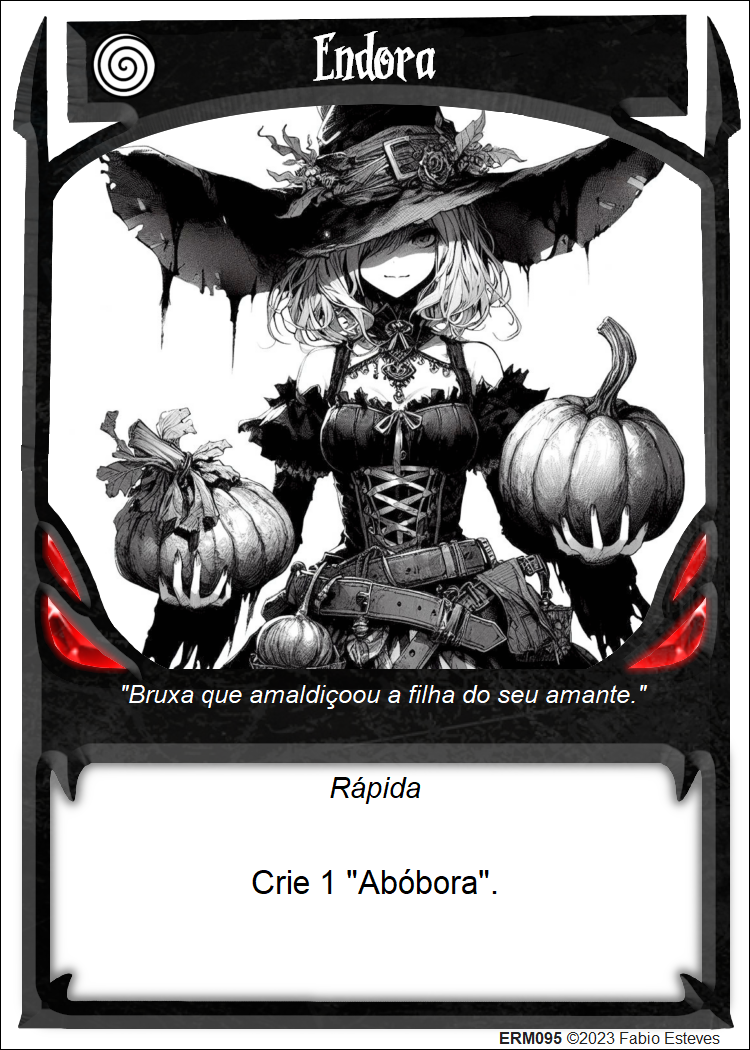 Endora
"Bruxa que amaldiçoou a filha do seu amante."
Rápida
Crie 1 "Abóbora".
ERM095 ©2023 Fabio Esteves